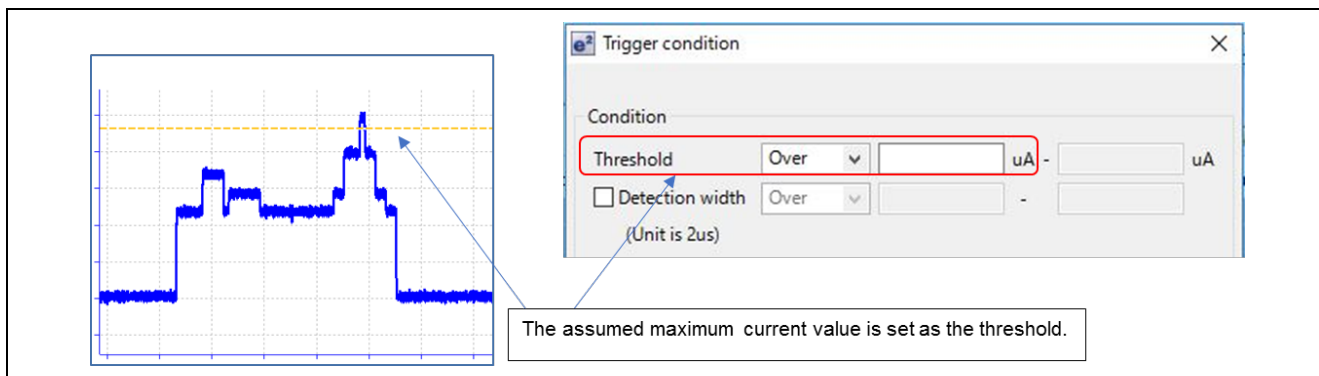 e² Trigger condition
Condition
Threshold Over uA - uA
Detection width Over -
(Unit is 2us)
The assumed maximum current value is set as the threshold.